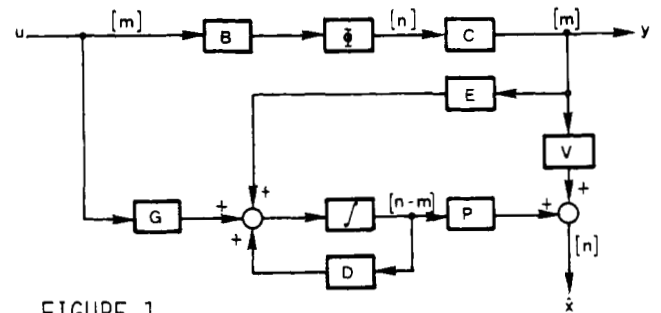 u [m] B Φ [n] C [m] y
E
V
+ +
G + + ∫ [n-m] P +
+ [n]
D
FIGURE 1
x̂